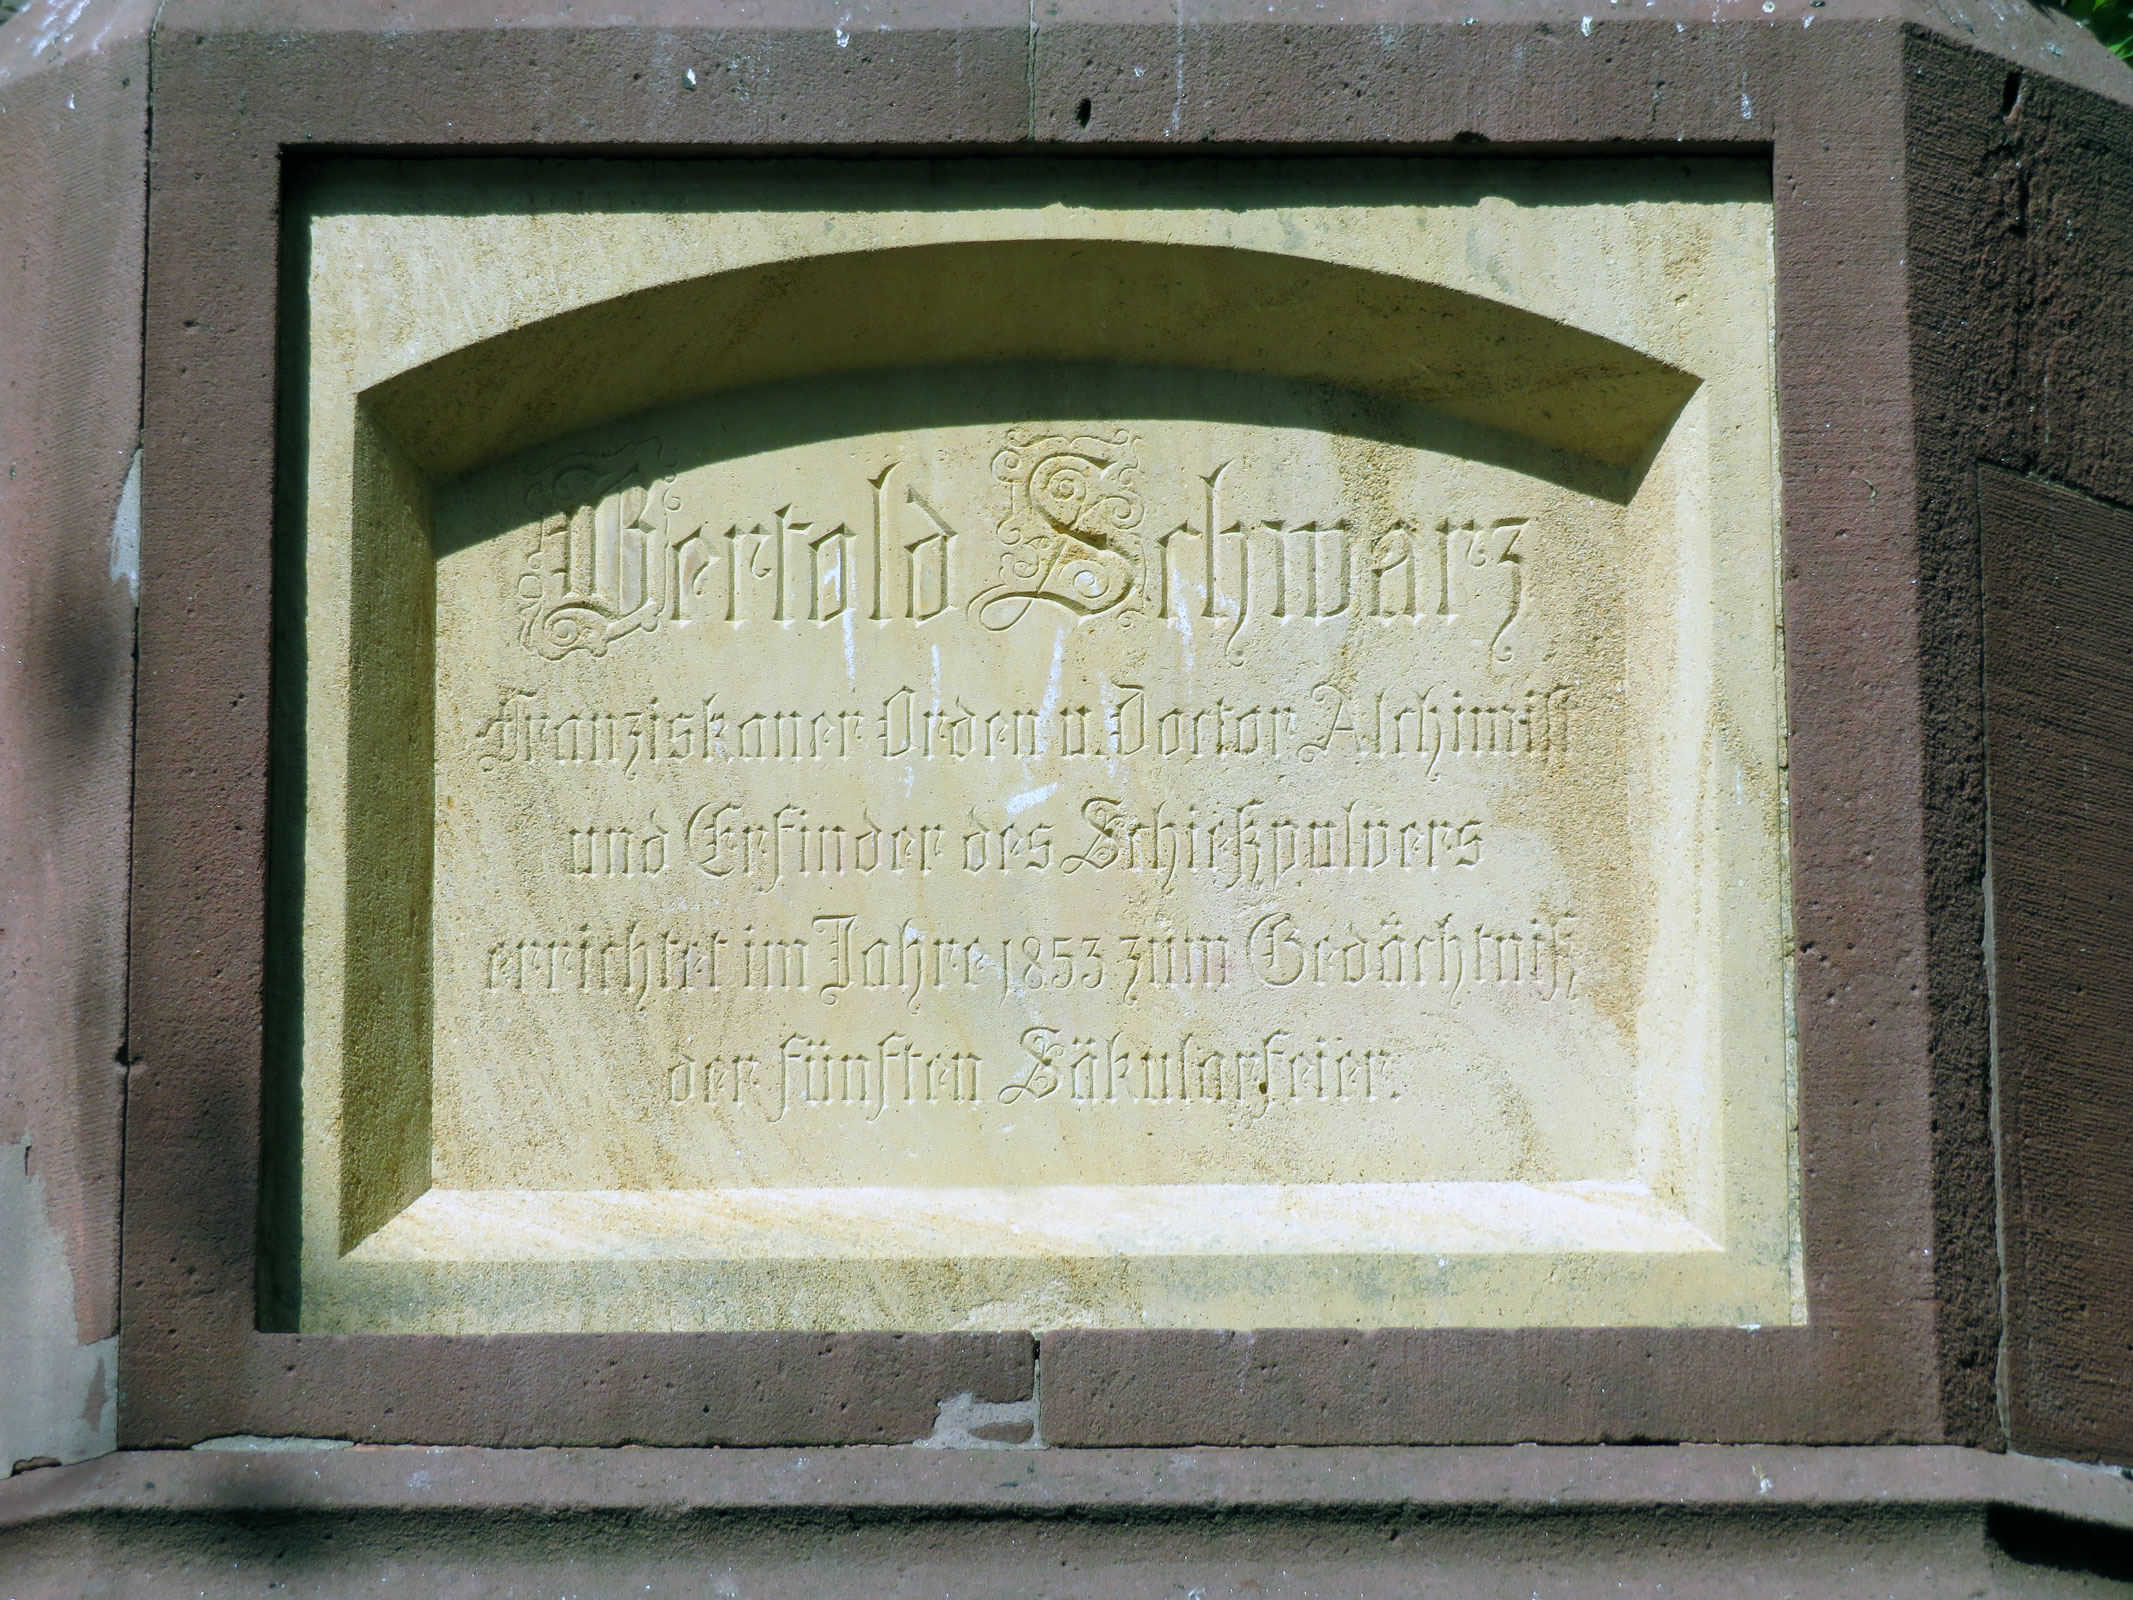 Bertold Schwarz
Franziskaner Orden u. Doctor Alchimist
und Erfinder des Schießpulvers
errichtet im Jahre 1853 zum Gedächtniß
der fünften Säkularfeier.